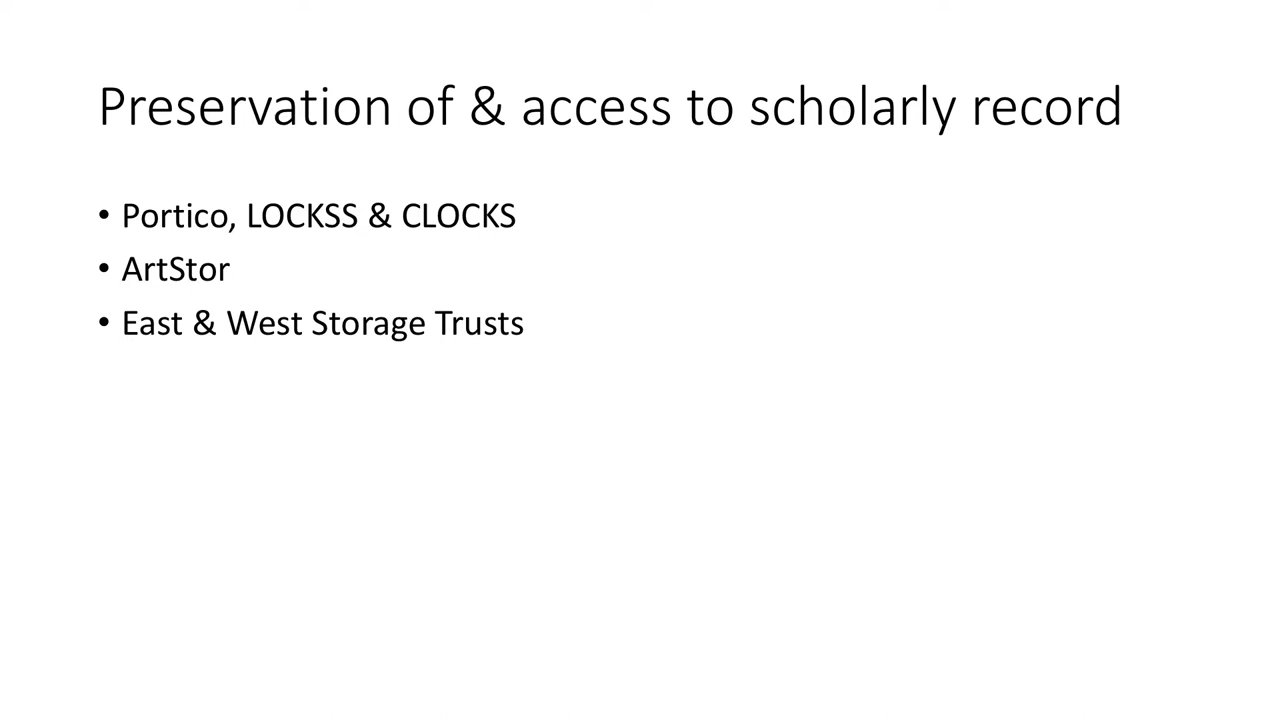 Preservation of & access to scholarly record
• Portico, LOCKSS & CLOCKS
• ArtStor
• East & West Storage Trusts